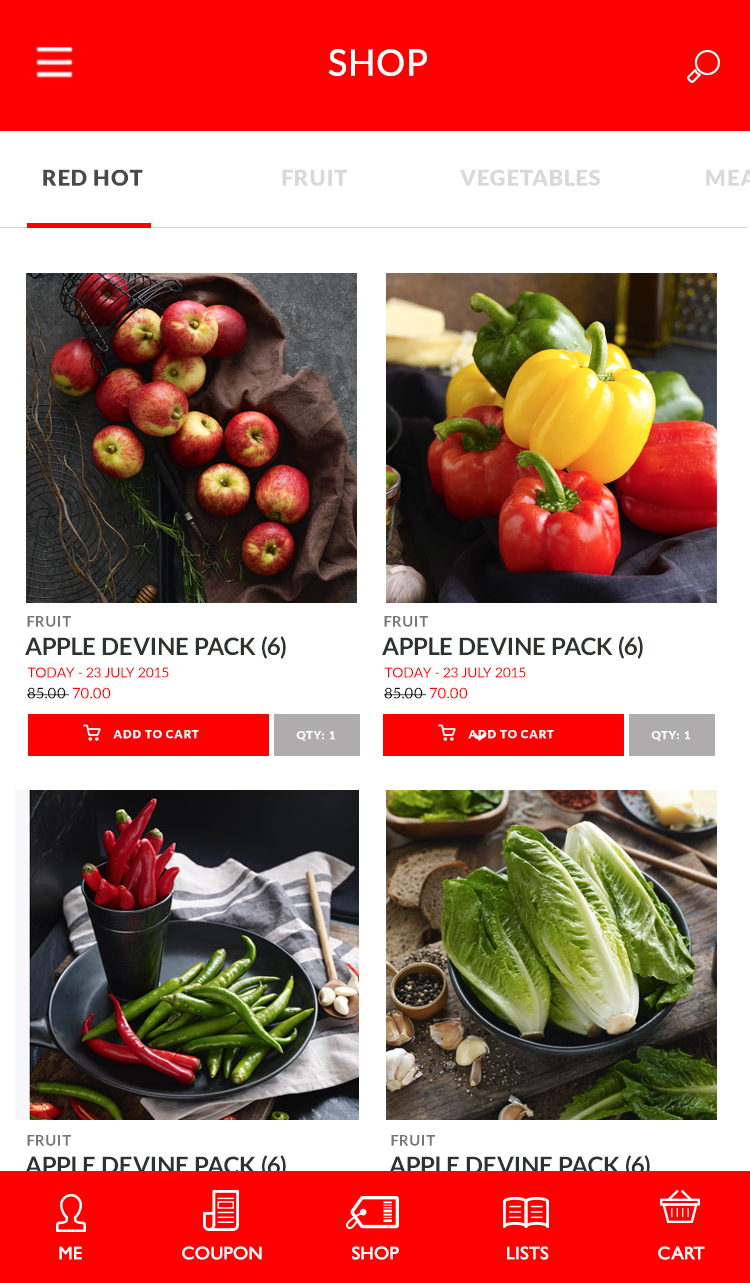 SHOP
RED HOT FRUIT VEGETABLES MEA
FRUIT
APPLE DEVINE PACK (6)
TODAY - 23 JULY 2015
85.00 70.00
ADD TO CART QTY: 1
FRUIT
APPLE DEVINE PACK (6)
TODAY - 23 JULY 2015
85.00 70.00
ADD TO CART QTY: 1
FRUIT
APPLE DEVINE PACK (6)
FRUIT
APPLE DEVINE PACK (6)
ME COUPON SHOP LISTS CART